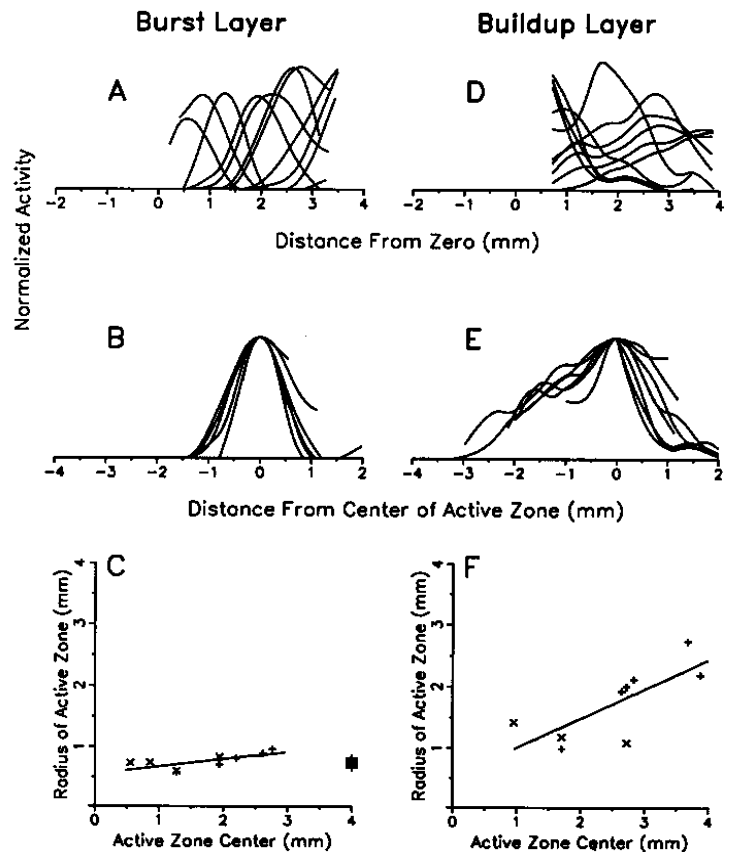 Burst Layer
Buildup Layer
Normalized Activity
A
-2 -1 0 1 2 3 4
D
-2 -1 0 1 2 3 4
Distance From Zero (mm)
B
-4 -3 -2 -1 0 1 2
E
-4 -3 -2 -1 0 1 2
Distance From Center of Active Zone (mm)
C
Radius of Active Zone (mm)
4
3
2
1
0
0 1 2 3 4
Active Zone Center (mm)
F
Radius of Active Zone (mm)
4
3
2
1
0
0 1 2 3 4
Active Zone Center (mm)